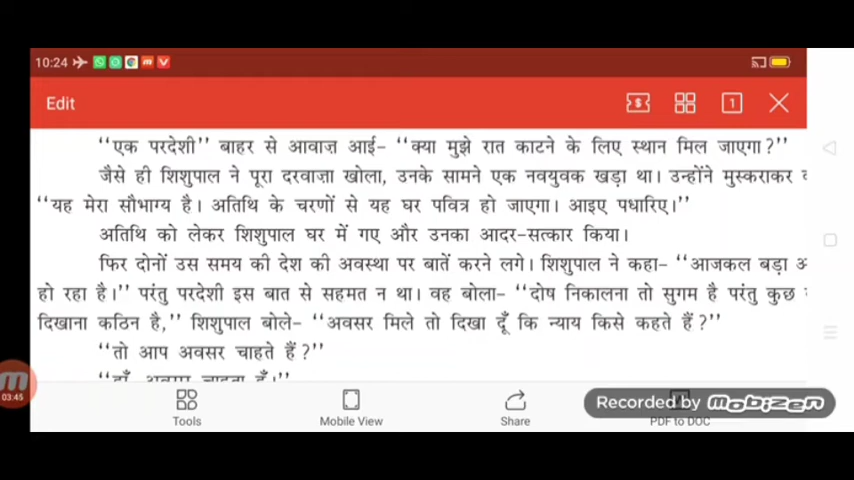 10:24
Edit
‘‘एक परदेशी’’ बाहर से आवाज़ आई- ‘‘क्या मुझे रात काटने के लिए स्थान मिल जाएगा?’’
जैसे ही शिशुपाल ने पूरा दरवाज़ा खोला, उनके सामने एक नवयुवक खड़ा था। उन्होंने मुस्कराकर
‘‘यह मेरा सौभाग्य है। अतिथि के चरणों से यह घर पवित्र हो जाएगा। आइए पधारिए।’’
अतिथि को लेकर शिशुपाल घर में गए और उनका आदर-सत्कार किया।
फिर दोनों उस समय की देश की अवस्था पर बातें करने लगे। शिशुपाल ने कहा- ‘‘आजकल बड़ा
हो रहा है।’’ परंतु परदेशी इस बात से सहमत न था। वह बोला- ‘‘दोष निकालना तो सुगम है परंतु कुछ
दिखाना कठिन है,’’ शिशुपाल बोले- ‘‘अवसर मिले तो दिखा दूँ कि न्याय किसे कहते हैं?’’
‘‘तो आप अवसर चाहते हैं?’’
‘‘हाँ, अवसर चाहता हूँ।’’
03:45
Recorded by mobizen
Tools
Mobile View
Share
PDF to DOC